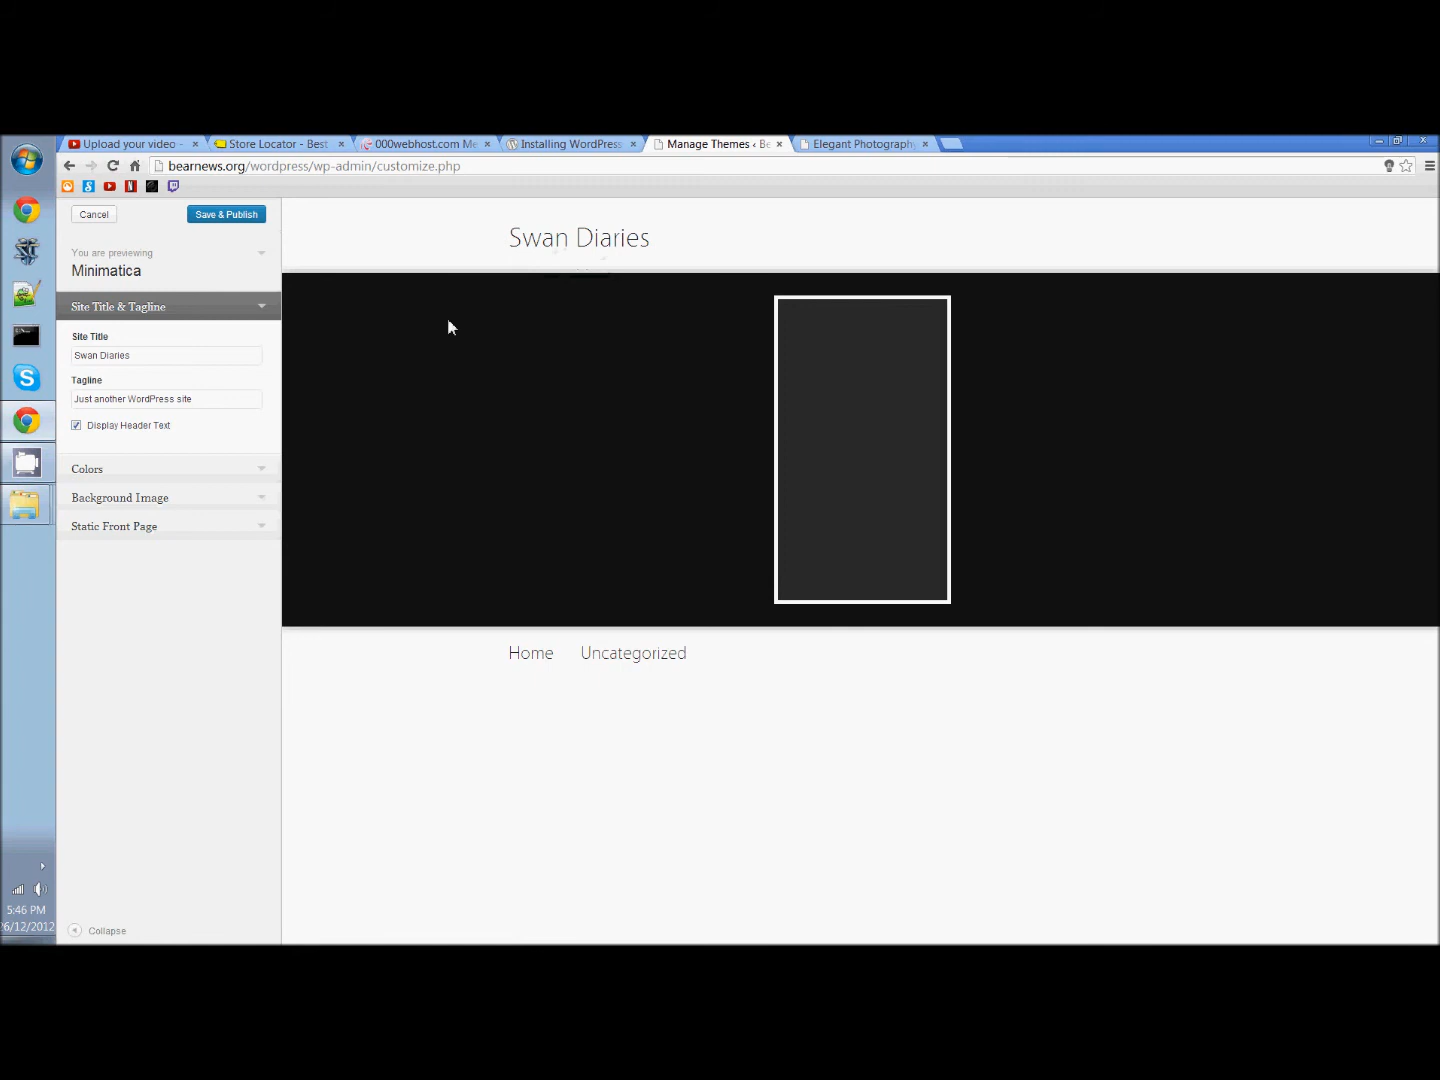 Upload your video -
Store Locator - Best
000webhost.com Me
Installing WordPress
Manage Themes ‹ Be
Elegant Photography
bearnews.org/wordpress/wp-admin/customize.php
Cancel
Save & Publish
You are previewing
Minimatica
Site Title & Tagline
Site Title
Swan Diaries
Tagline
Just another WordPress site
Display Header Text
Colors
Background Image
Static Front Page
Collapse
Swan Diaries
Home
Uncategorized
5:46 PM
6/12/2012